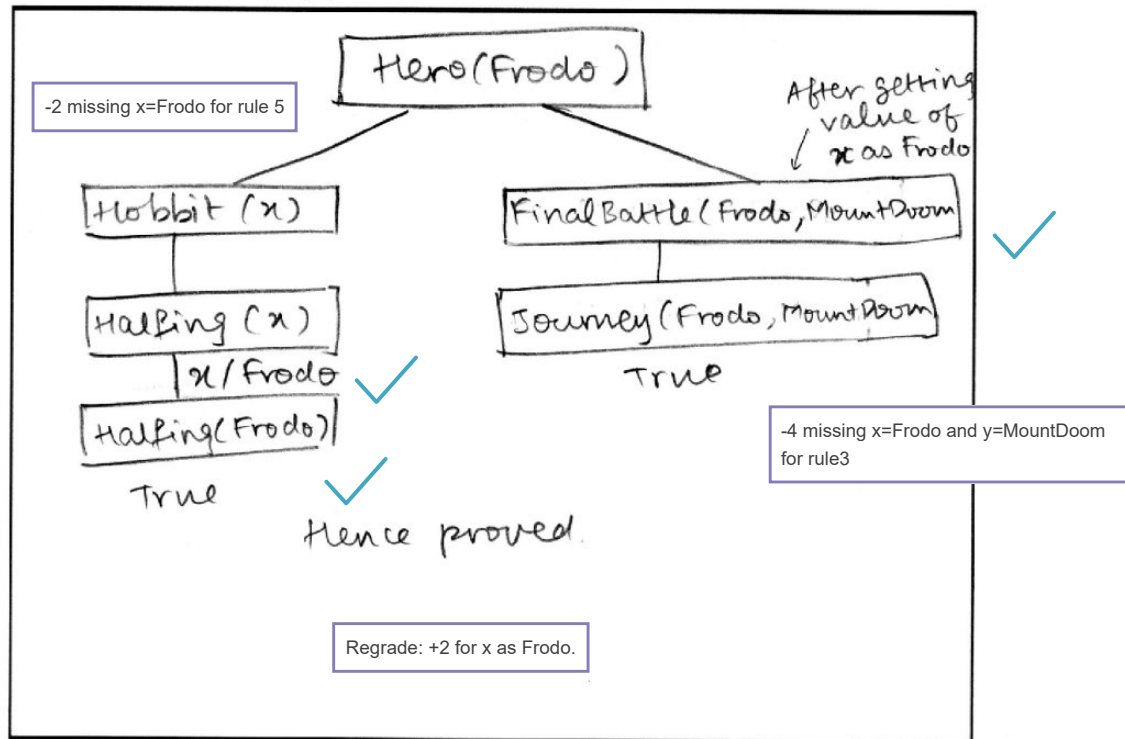 Hero(Frodo)
-2 missing x=Frodo for rule 5
After getting
value of
x as Frodo
Hobbit (x)
FinalBattle(Frodo, MountDoom
Halfing (x)
Journey(Frodo, MountDoom
x/Frodo
True
Halfing(Frodo)
-4 missing x=Frodo and y=MountDoom
for rule3
True
Hence proved.
Regrade: +2 for x as Frodo.